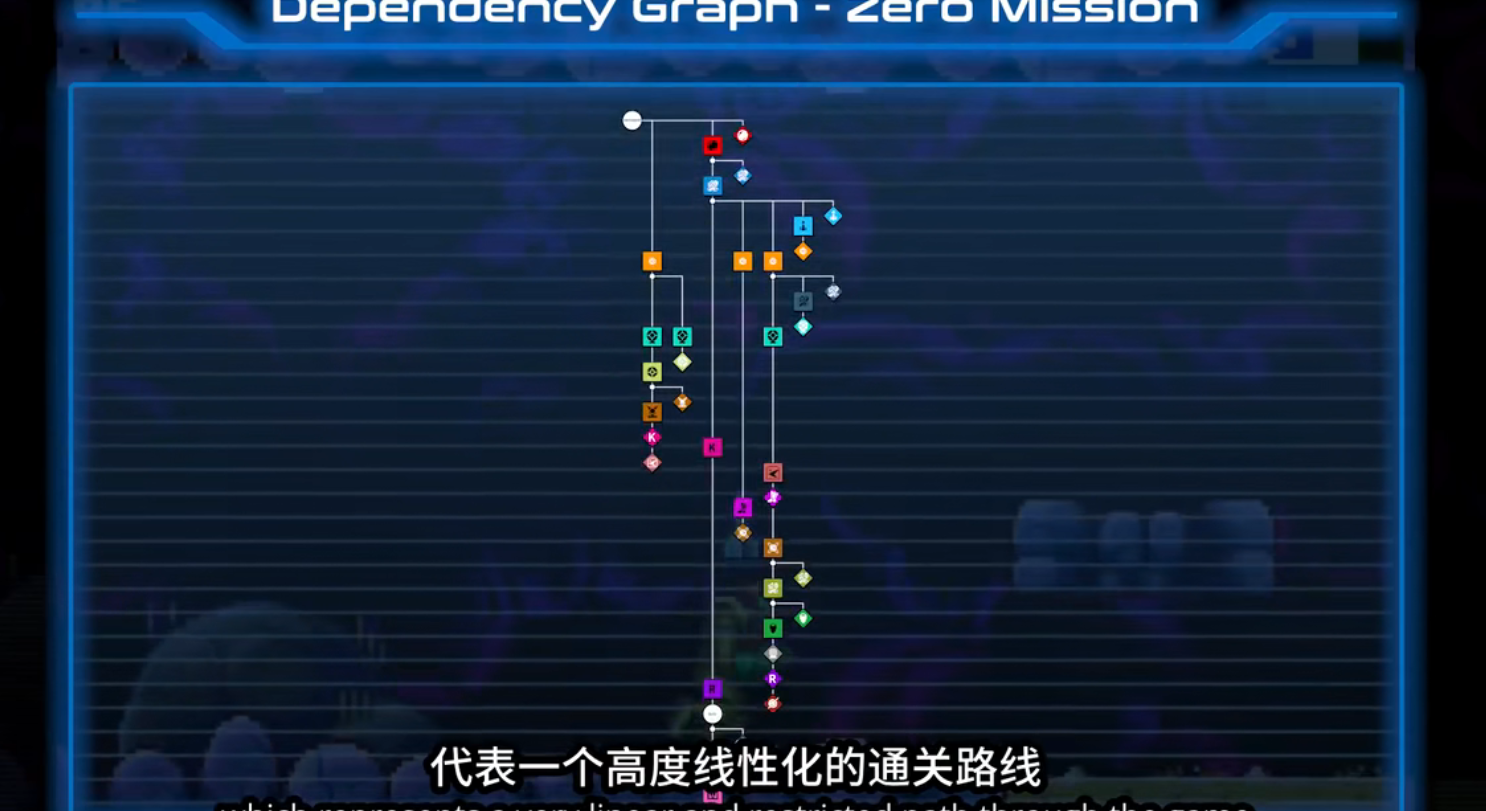 Dependency Graph - Zero Mission
K
K
R
R
代表一个高度线性化的通关路线
which represents a very linear and restricted path through the game